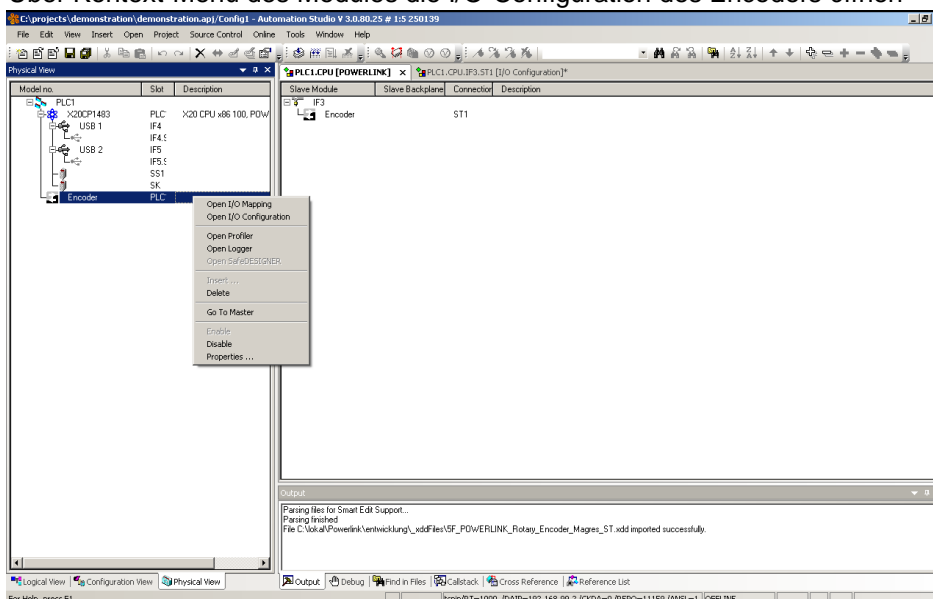 Über Kontext-Menü des Modules die I/O-Configuration des Encoders öffnen
C:\projects\demonstration\demonstration.apj/Config1 - Automation Studio V 3.0.80.25 # 1:5 250139
File Edit View Insert Open Project Source Control Online Tools Window Help
Physical View
PLC1.CPU [POWERLINK] PLC1.CPU.IF3.ST1 [I/O Configuration]*
Model no. Slot Description
Slave Module Slave Backplane Connection Description
PLC1
IF3
X20CP1483 PLC X20 CPU x86 100, POW
Encoder ST1
USB 1 IF4
IF4.S
USB 2 IF5
IF5.S
SS1
SK
Encoder PLC
Open I/O Mapping
Open I/O Configuration
Open Profiler
Open Logger
Open SafeDESIGNER
Insert ...
Delete
Go To Master
Enable
Disable
Properties ...
Output
Parsing files for Smart Edit Support...
Parsing finished
File C:\lokal\Powerlink\entwicklung\_xddFiles\5F_POWERLINK_Rotary_Encoder_Magres_ST.xdd imported successfully.
Logical View Configuration View Physical View
Output Debug Find in Files Callstack Cross Reference Reference List
For Help, press F1